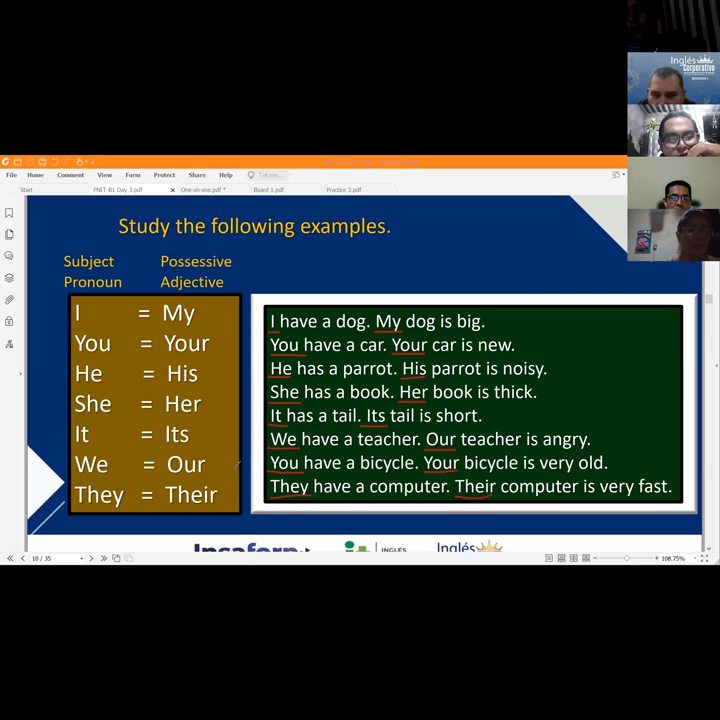 Inglés
Corporativo
File Home Comment View Form Protect Share Help Tell me...
Start PNIT-B1 Day 3.pdf One-on-one.pdf * Board 1.pdf Practice 3.pdf
Study the following examples.
Subject Possessive
Pronoun Adjective
I = My
You = Your
He = His
She = Her
It = Its
We = Our
They = Their
I have a dog. My dog is big.
You have a car. Your car is new.
He has a parrot. His parrot is noisy.
She has a book. Her book is thick.
It has a tail. Its tail is short.
We have a teacher. Our teacher is angry.
You have a bicycle. Your bicycle is very old.
They have a computer. Their computer is very fast.
Insaforp INGLÉS Inglés
10/35 108.75%